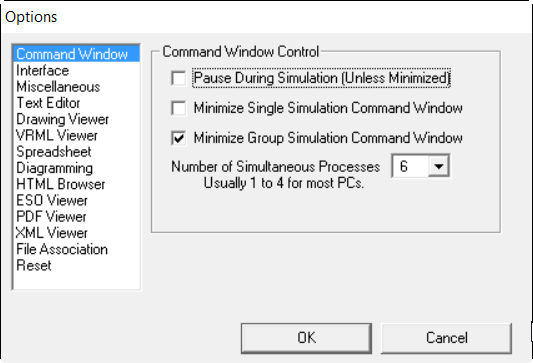 Options
Command Window
Interface
Miscellaneous
Text Editor
Drawing Viewer
VRML Viewer
Spreadsheet
Diagramming
HTML Browser
ESO Viewer
PDF Viewer
XML Viewer
File Association
Reset
Command Window Control
Pause During Simulation (Unless Minimized)
Minimize Single Simulation Command Window
Minimize Group Simulation Command Window
Number of Simultaneous Processes 6
Usually 1 to 4 for most PCs.
OK Cancel